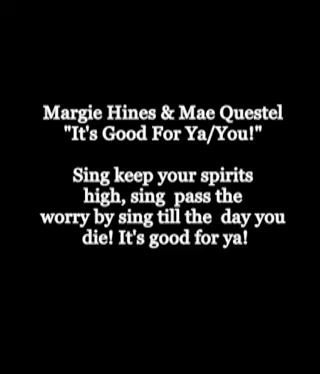 Margie Hines & Mae Questel
"It's Good For Ya/You!"
Sing keep your spirits
high, sing  pass the
worry by sing till the  day you
die! It's good for ya!